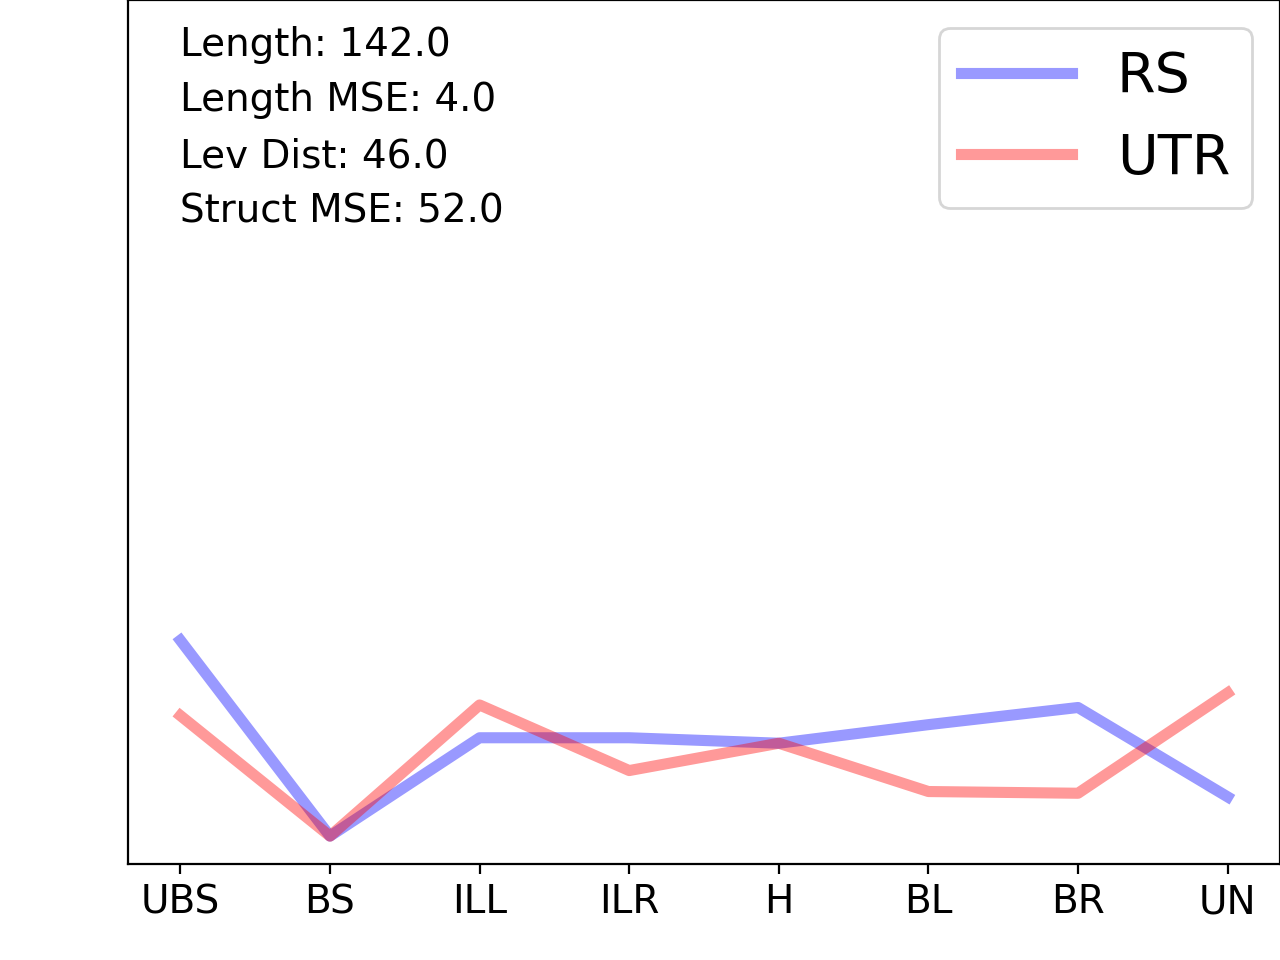 Length: 142.0
Length MSE: 4.0
Lev Dist: 46.0
Struct MSE: 52.0
RS
UTR
UBS BS ILL ILR H BL BR UN